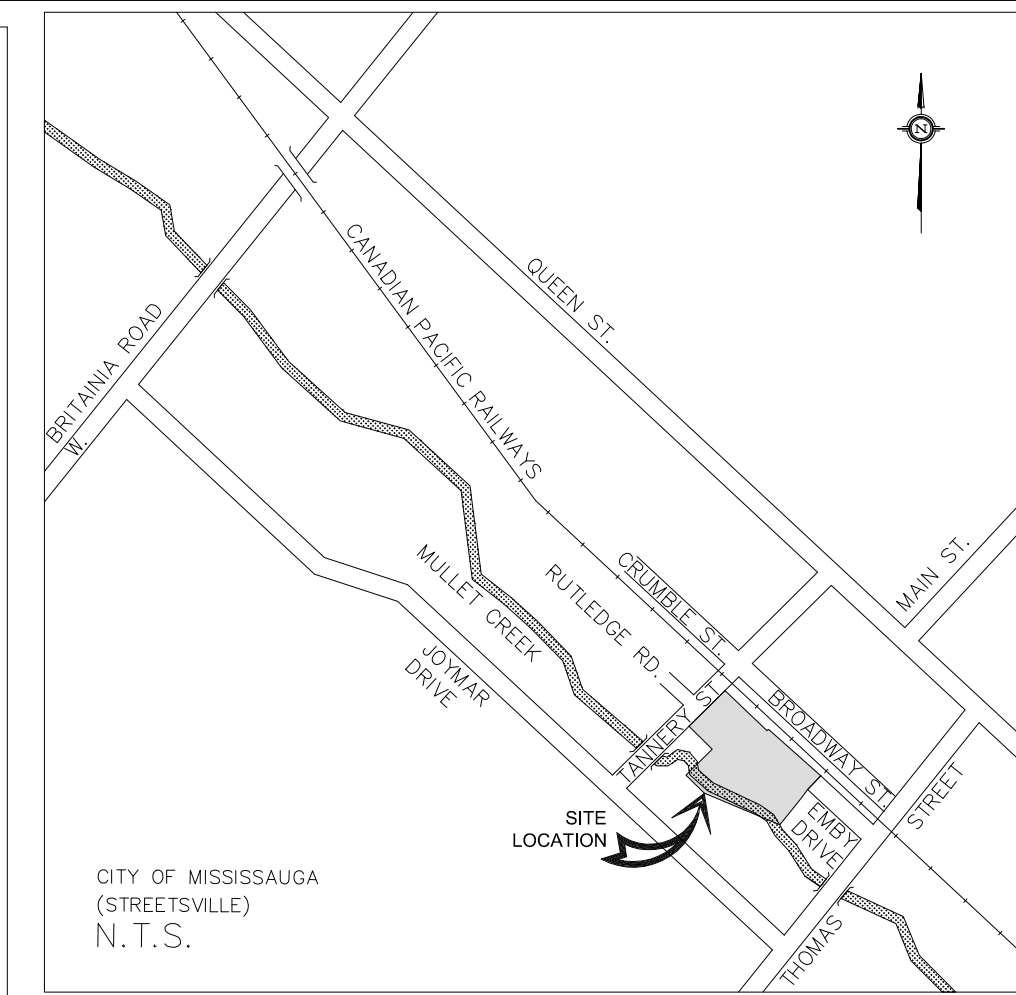 N
QUEEN ST.
CANADIAN PACIFIC RAILWAYS
BRITAINIA ROAD
W.
MAIN ST.
CRUMBLE ST.
RUTLEDGE RD.
MULLET CREEK
JOYMAR
DRIVE
TANNERY ST.
BROADWAY ST.
STREET
EMBY
DRIVE
SITE
LOCATION
THOMAS
CITY OF MISSISSAUGA
(STREETSVILLE)
N.T.S.